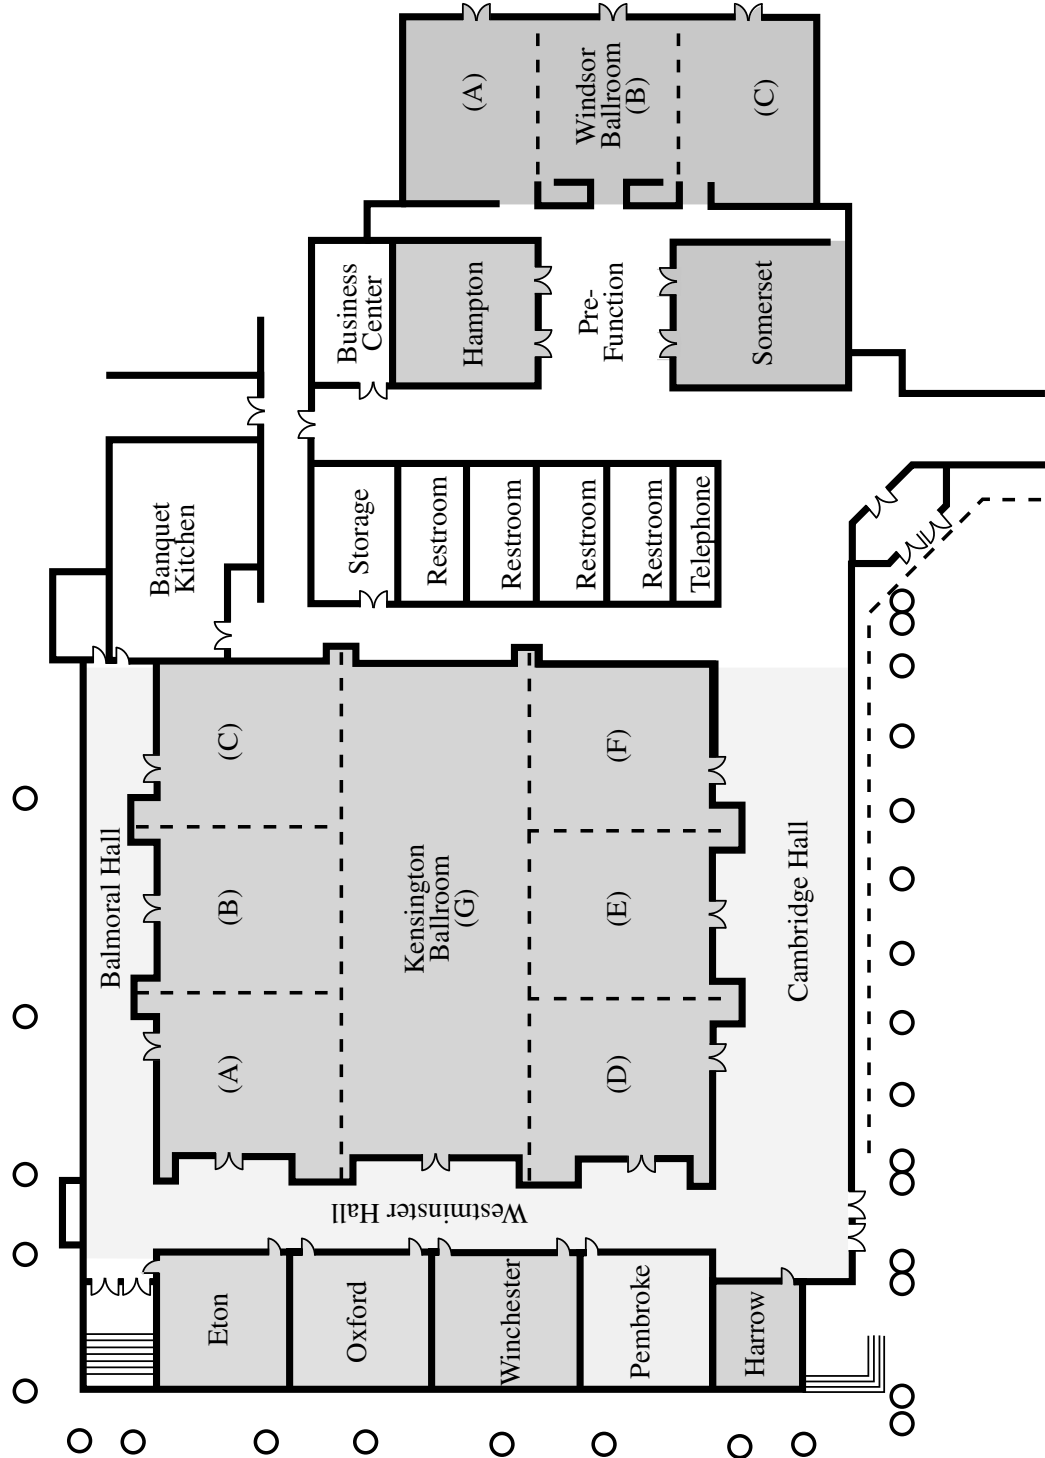 (A)
Windsor
Ballroom
(B)
(C)
Business
Center
Hampton
Pre-
Function
Somerset
Banquet
Kitchen
Storage
Restroom
Restroom
Restroom
Restroom
Telephone
(C)
(F)
Balmoral Hall
(B)
Kensington
Ballroom
(G)
(E)
Cambridge Hall
(A)
(D)
Westminster Hall
Eton
Oxford
Winchester
Pembroke
Harrow